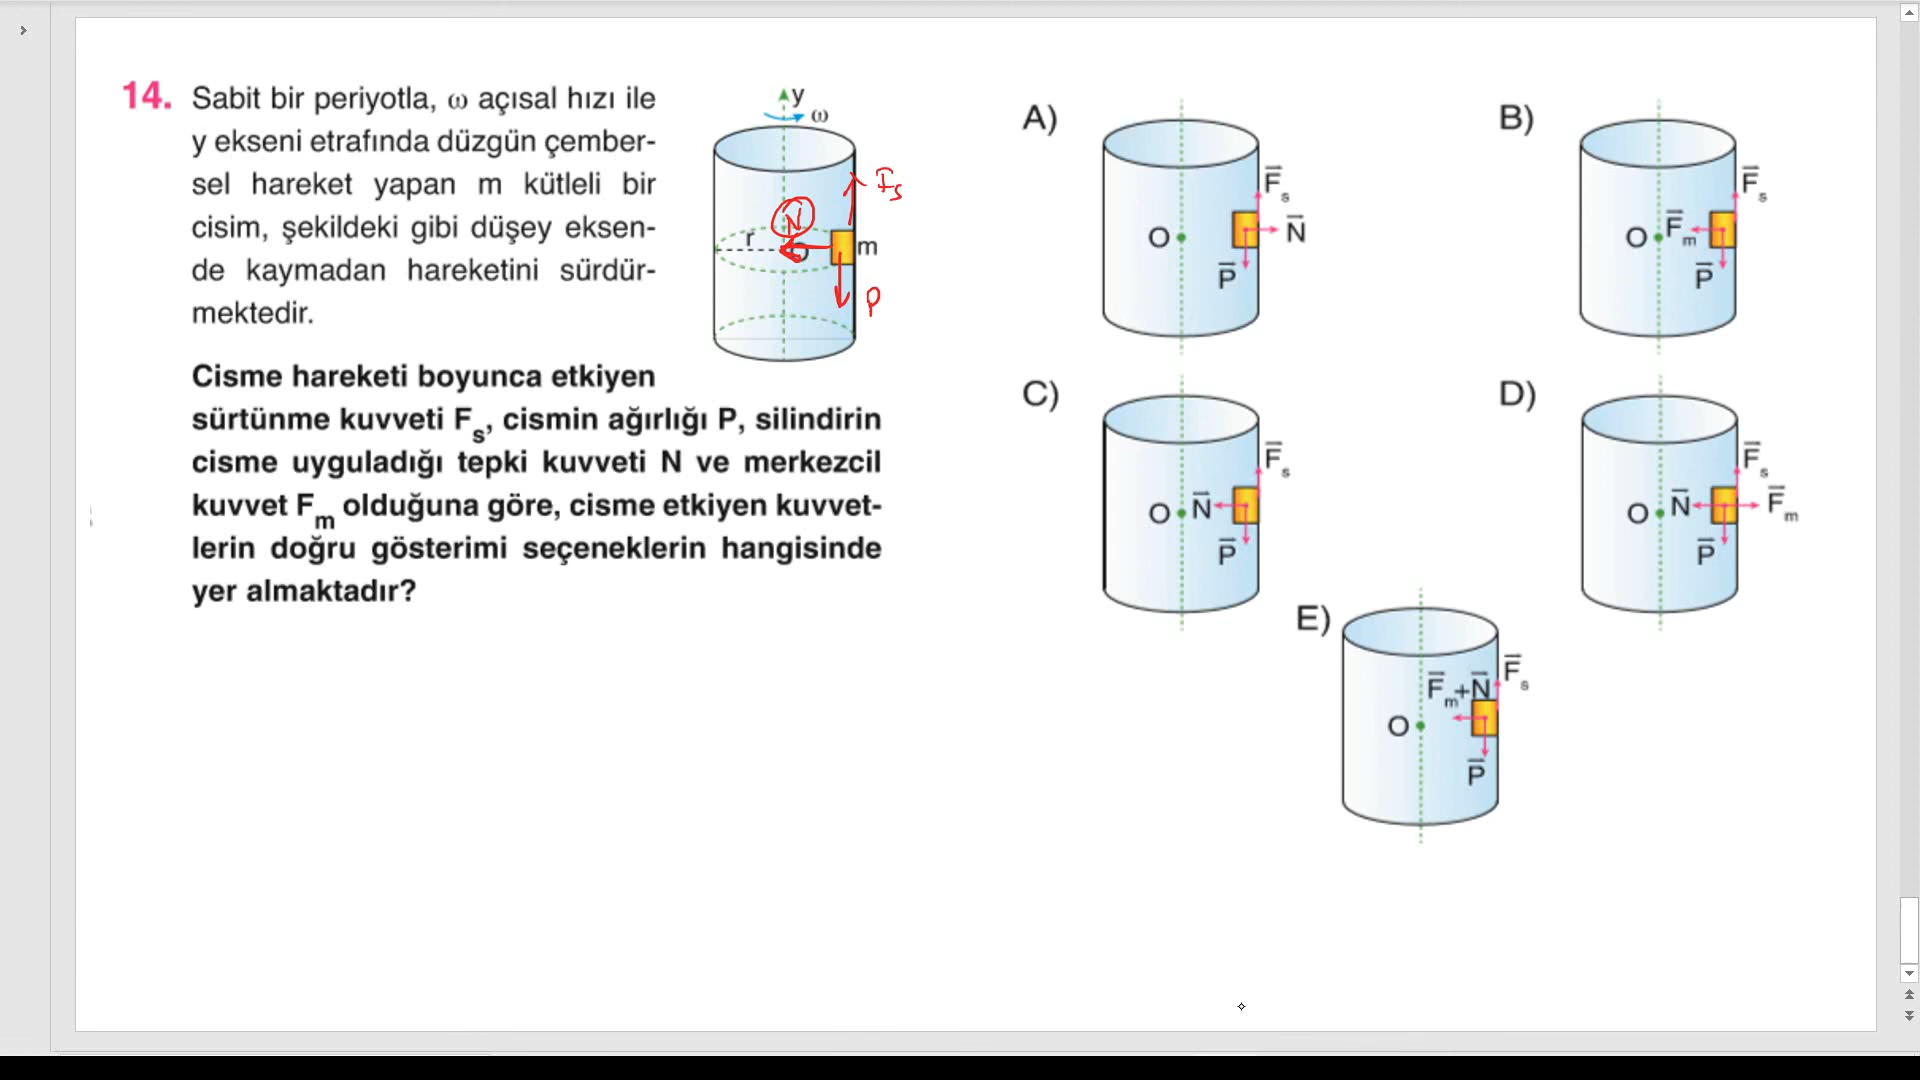 14. Sabit bir periyotla, ω açısal hızı ile
y ekseni etrafında düzgün çember-
sel hareket yapan m kütleli bir
cisim, şekildeki gibi düşey eksen-
de kaymadan hareketini sürdür-
mektedir.
Cisme hareketi boyunca etkiyen
sürtünme kuvveti Fs, cismin ağırlığı P, silindirin
cisme uyguladığı tepki kuvveti N ve merkezcil
kuvvet Fm olduğuna göre, cisme etkiyen kuvvet-
lerin doğru gösterimi seçeneklerin hangisinde
yer almaktadır?
y
ω
Fs
N
r
O
m
P
A)
Fs
O
N
P
B)
Fs
O
Fm
P
C)
Fs
O
N
P
D)
Fs
O
N
Fm
P
E)
Fs
Fm+N
O
P